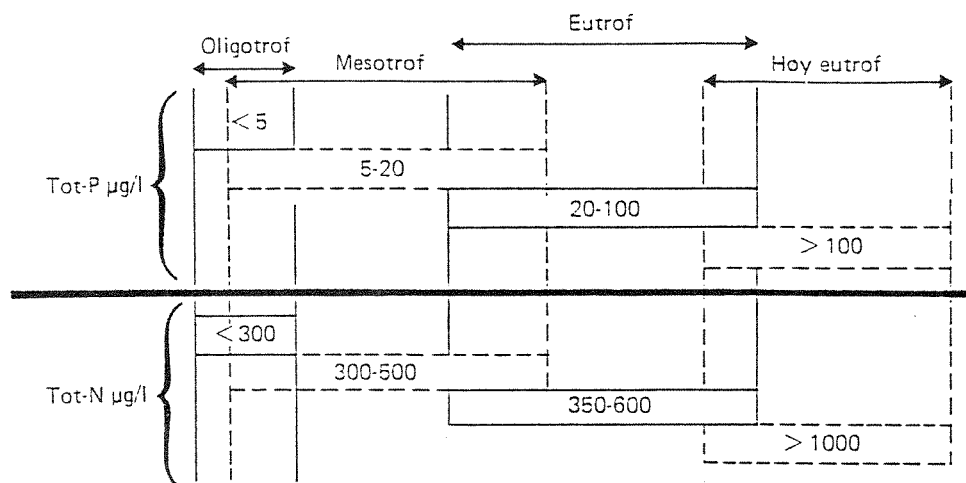 Eutrof
Oligotrof
Mesotrof
Hoy eutrof
< 5
5-20
Tot-P µg/l
20-100
> 100
< 300
300-500
Tot-N µg/l
350-600
> 1000